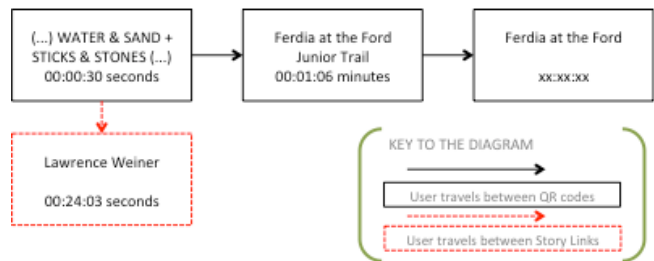 (...) WATER & SAND +
STICKS & STONES (...)
00:00:30 seconds
Ferdia at the Ford
Junior Trail
00:01:06 minutes
Ferdia at the Ford
xx:xx:xx
Lawrence Weiner
00:24:03 seconds
KEY TO THE DIAGRAM
User travels between QR codes
User travels between Story Links